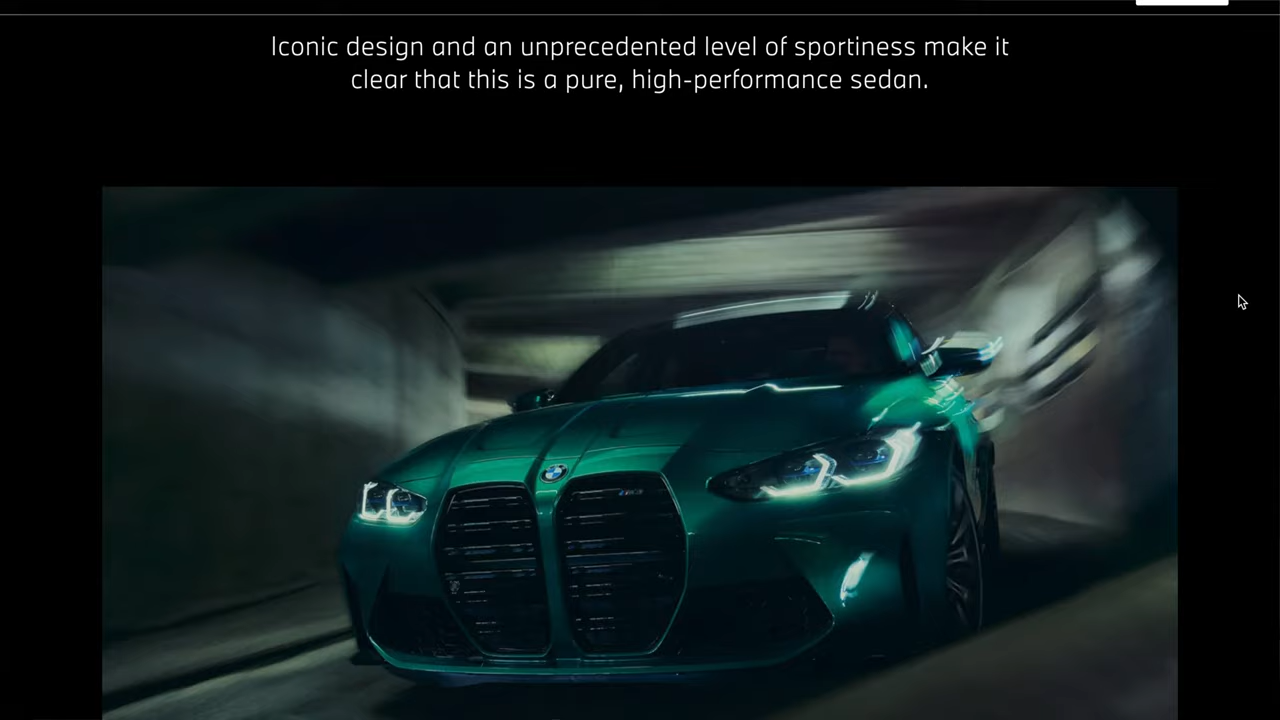 Iconic design and an unprecedented level of sportiness make it
clear that this is a pure, high-performance sedan.